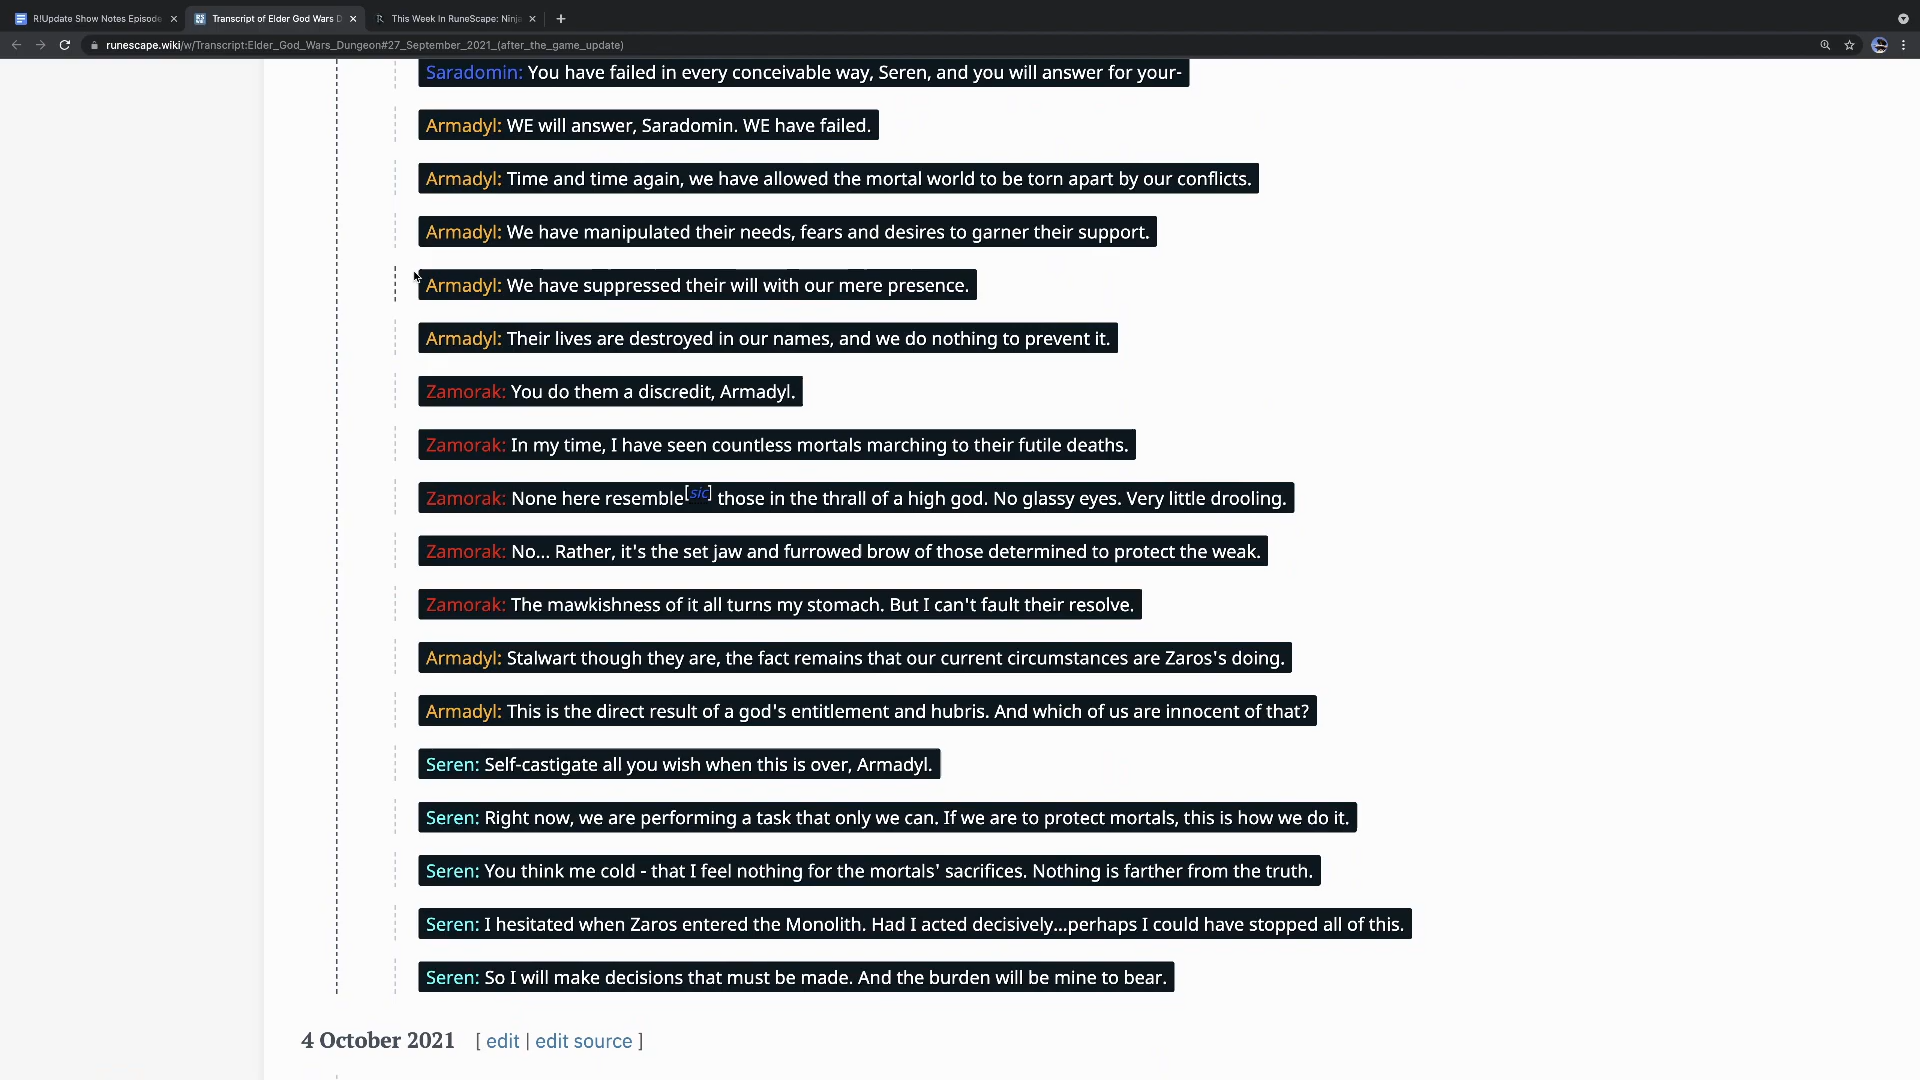 R!Update Show Notes Episode
Transcript of Elder God Wars D
This Week In RuneScape: Ninja
runescape.wiki/w/Transcript:Elder_God_Wars_Dungeon#27_September_2021_(after_the_game_update)
Saradomin: You have failed in every conceivable way, Seren, and you will answer for your-
Armadyl: WE will answer, Saradomin. WE have failed.
Armadyl: Time and time again, we have allowed the mortal world to be torn apart by our conflicts.
Armadyl: We have manipulated their needs, fears and desires to garner their support.
Armadyl: We have suppressed their will with our mere presence.
Armadyl: Their lives are destroyed in our names, and we do nothing to prevent it.
Zamorak: You do them a discredit, Armadyl.
Zamorak: In my time, I have seen countless mortals marching to their futile deaths.
Zamorak: None here resemble[sic] those in the thrall of a high god. No glassy eyes. Very little drooling.
Zamorak: No... Rather, it's the set jaw and furrowed brow of those determined to protect the weak.
Zamorak: The mawkishness of it all turns my stomach. But I can't fault their resolve.
Armadyl: Stalwart though they are, the fact remains that our current circumstances are Zaros's doing.
Armadyl: This is the direct result of a god's entitlement and hubris. And which of us are innocent of that?
Seren: Self-castigate all you wish when this is over, Armadyl.
Seren: Right now, we are performing a task that only we can. If we are to protect mortals, this is how we do it.
Seren: You think me cold - that I feel nothing for the mortals' sacrifices. Nothing is farther from the truth.
Seren: I hesitated when Zaros entered the Monolith. Had I acted decisively...perhaps I could have stopped all of this.
Seren: So I will make decisions that must be made. And the burden will be mine to bear.
4 October 2021 [ edit | edit source ]